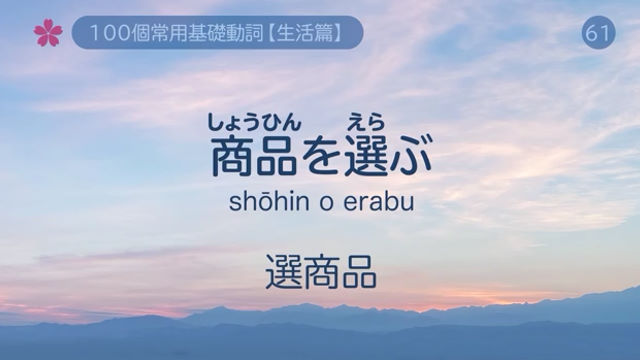 100個常用基礎動詞【生活篇】
61
しょうひん えら
商品を選ぶ
shōhin o erabu
選商品